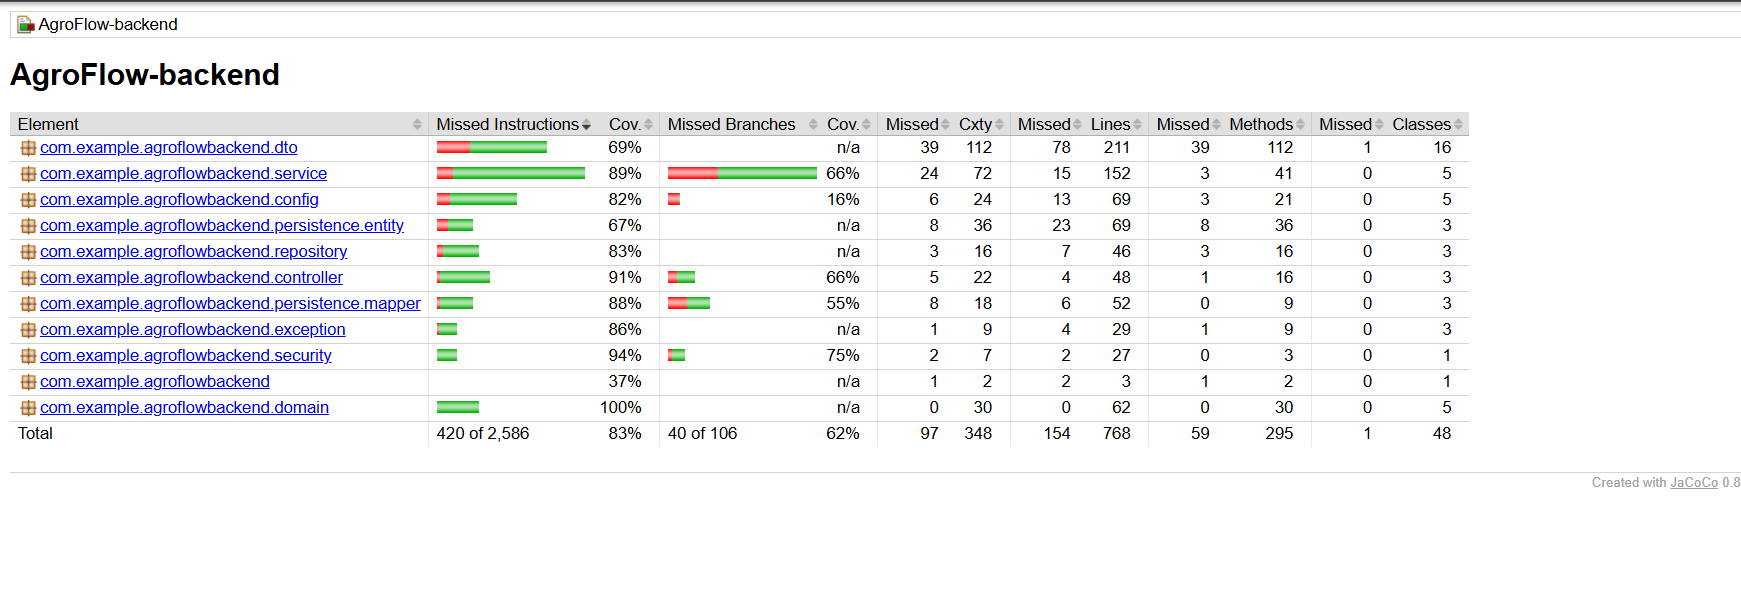 AgroFlow-backend
AgroFlow-backend
Element Missed Instructions Cov. Missed Branches Cov. Missed Cxty Missed Lines Missed Methods Missed Classes
com.example.agroflowbackend.dto 69% n/a 39 112 78 211 39 112 1 16
com.example.agroflowbackend.service 89% 66% 24 72 15 152 3 41 0 5
com.example.agroflowbackend.config 82% 16% 6 24 13 69 3 21 0 5
com.example.agroflowbackend.persistence.entity 67% n/a 8 36 23 69 8 36 0 3
com.example.agroflowbackend.repository 83% n/a 3 16 7 46 3 16 0 3
com.example.agroflowbackend.controller 91% 66% 5 22 4 48 1 16 0 3
com.example.agroflowbackend.persistence.mapper 88% 55% 8 18 6 52 0 9 0 3
com.example.agroflowbackend.exception 86% n/a 1 9 4 29 1 9 0 3
com.example.agroflowbackend.security 94% 75% 2 7 2 27 0 3 0 1
com.example.agroflowbackend 37% n/a 1 2 2 3 1 2 0 1
com.example.agroflowbackend.domain 100% n/a 0 30 0 62 0 30 0 5
Total 420 of 2,586 83% 40 of 106 62% 97 348 154 768 59 295 1 48
Created with JaCoCo 0.8